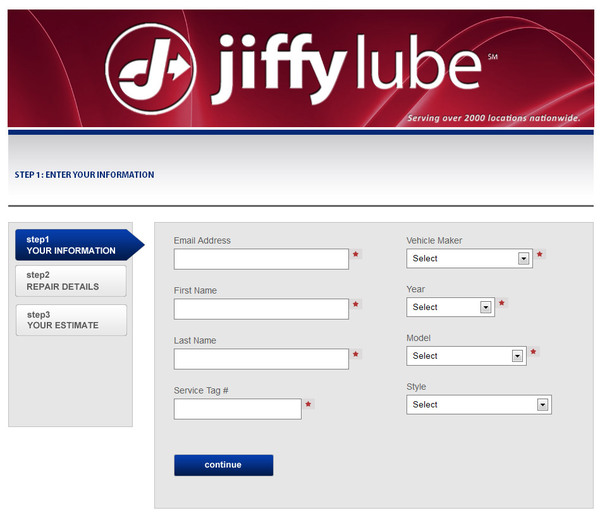 jiffy lube SM
Serving over 2000 locations nationwide.
STEP 1: ENTER YOUR INFORMATION
step1
YOUR INFORMATION
step2
REPAIR DETAILS
step3
YOUR ESTIMATE
Email Address
*
First Name
*
Last Name
*
Service Tag #
*
Vehicle Maker
Select *
Year
Select *
Model
Select *
Style
Select
continue